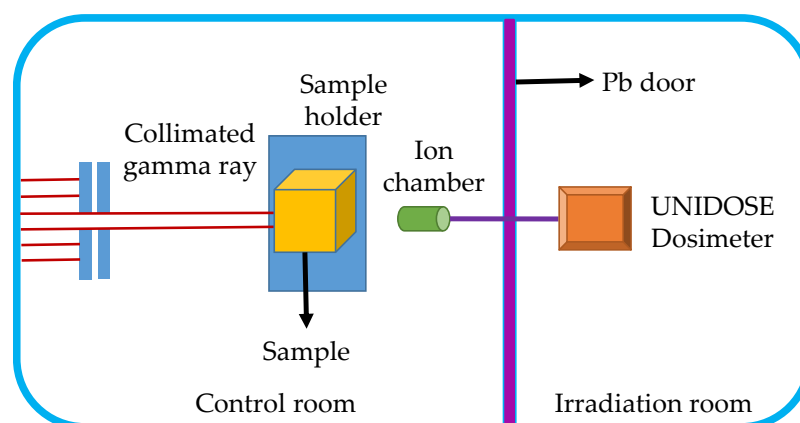 Sample
holder
Pb door
Collimated
gamma ray
Ion
chamber
UNIDOSE
Dosimeter
Sample
Control room
Irradiation room